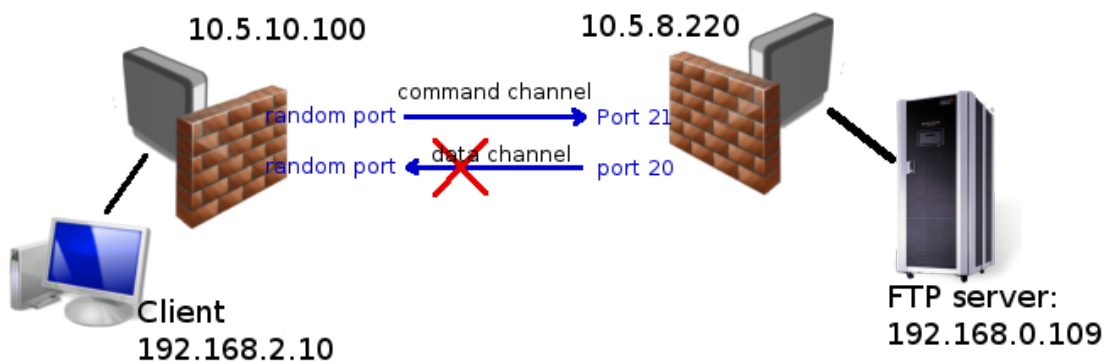 10.5.10.100
10.5.8.220
command channel
random port
Port 21
data channel
random port
port 20
Client
192.168.2.10
FTP server:
192.168.0.109